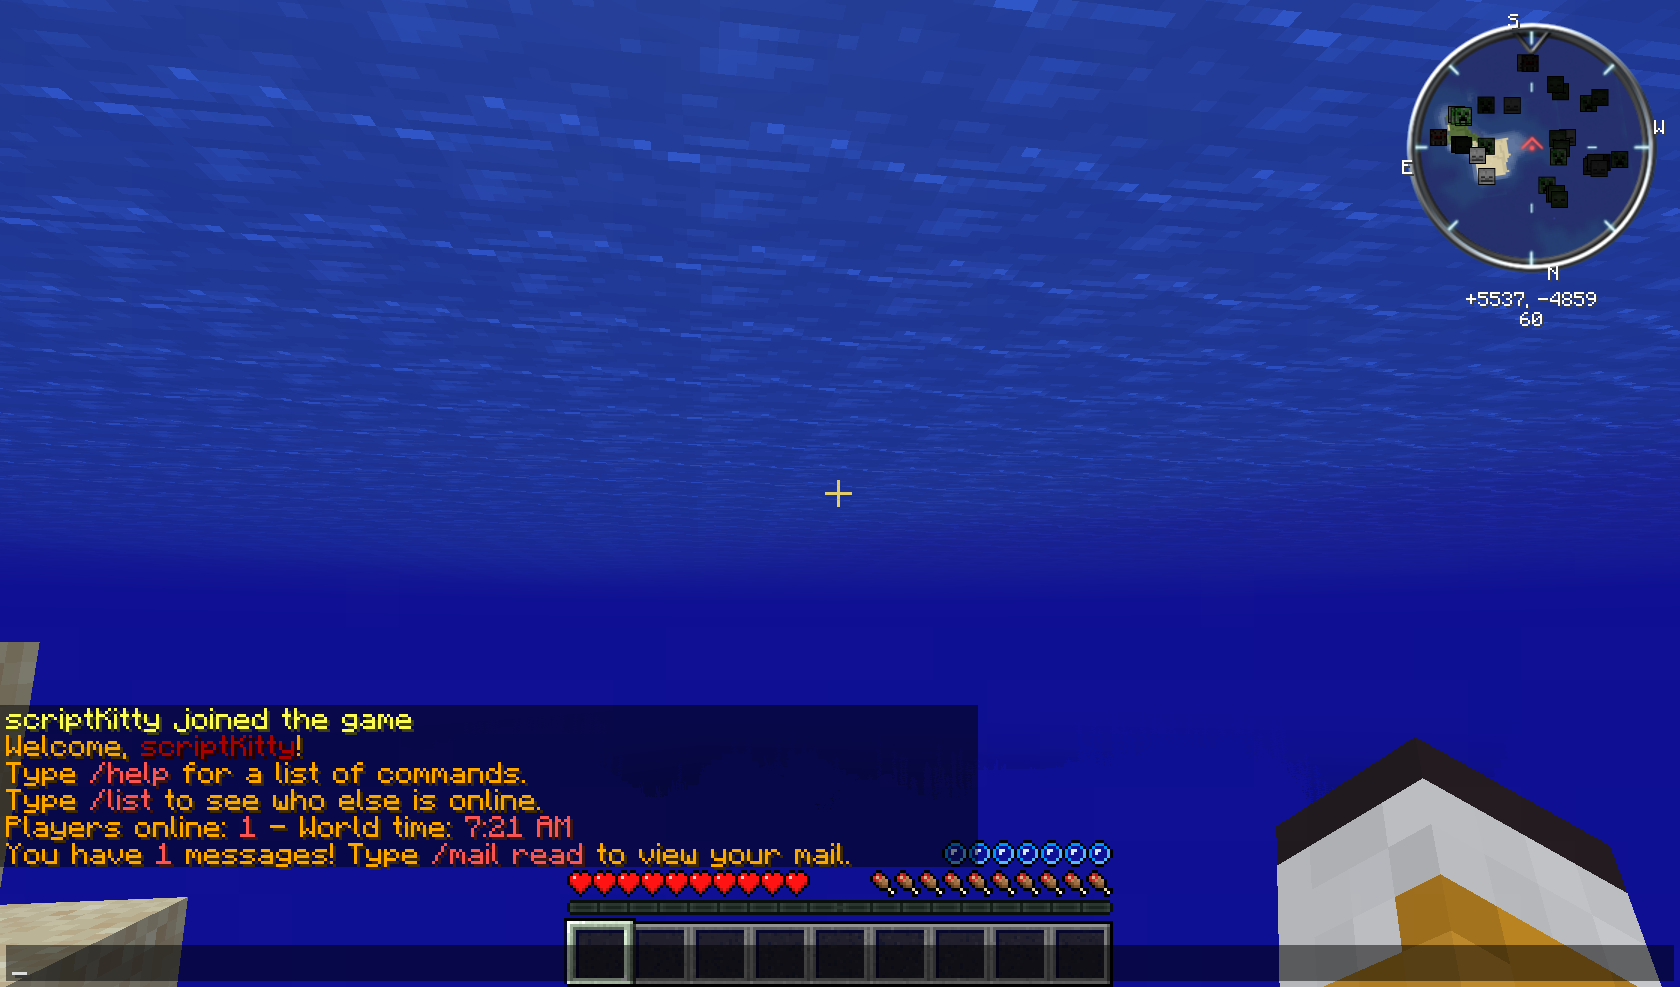 S
W
E
N
+5537, -4859
60
scriptKitty joined the game
Welcome, scriptKitty!
Type /help for a list of commands.
Type /list to see who else is online.
Players online: 1 - World time: 7:21 AM
You have 1 messages! Type /mail read to view your mail.
_